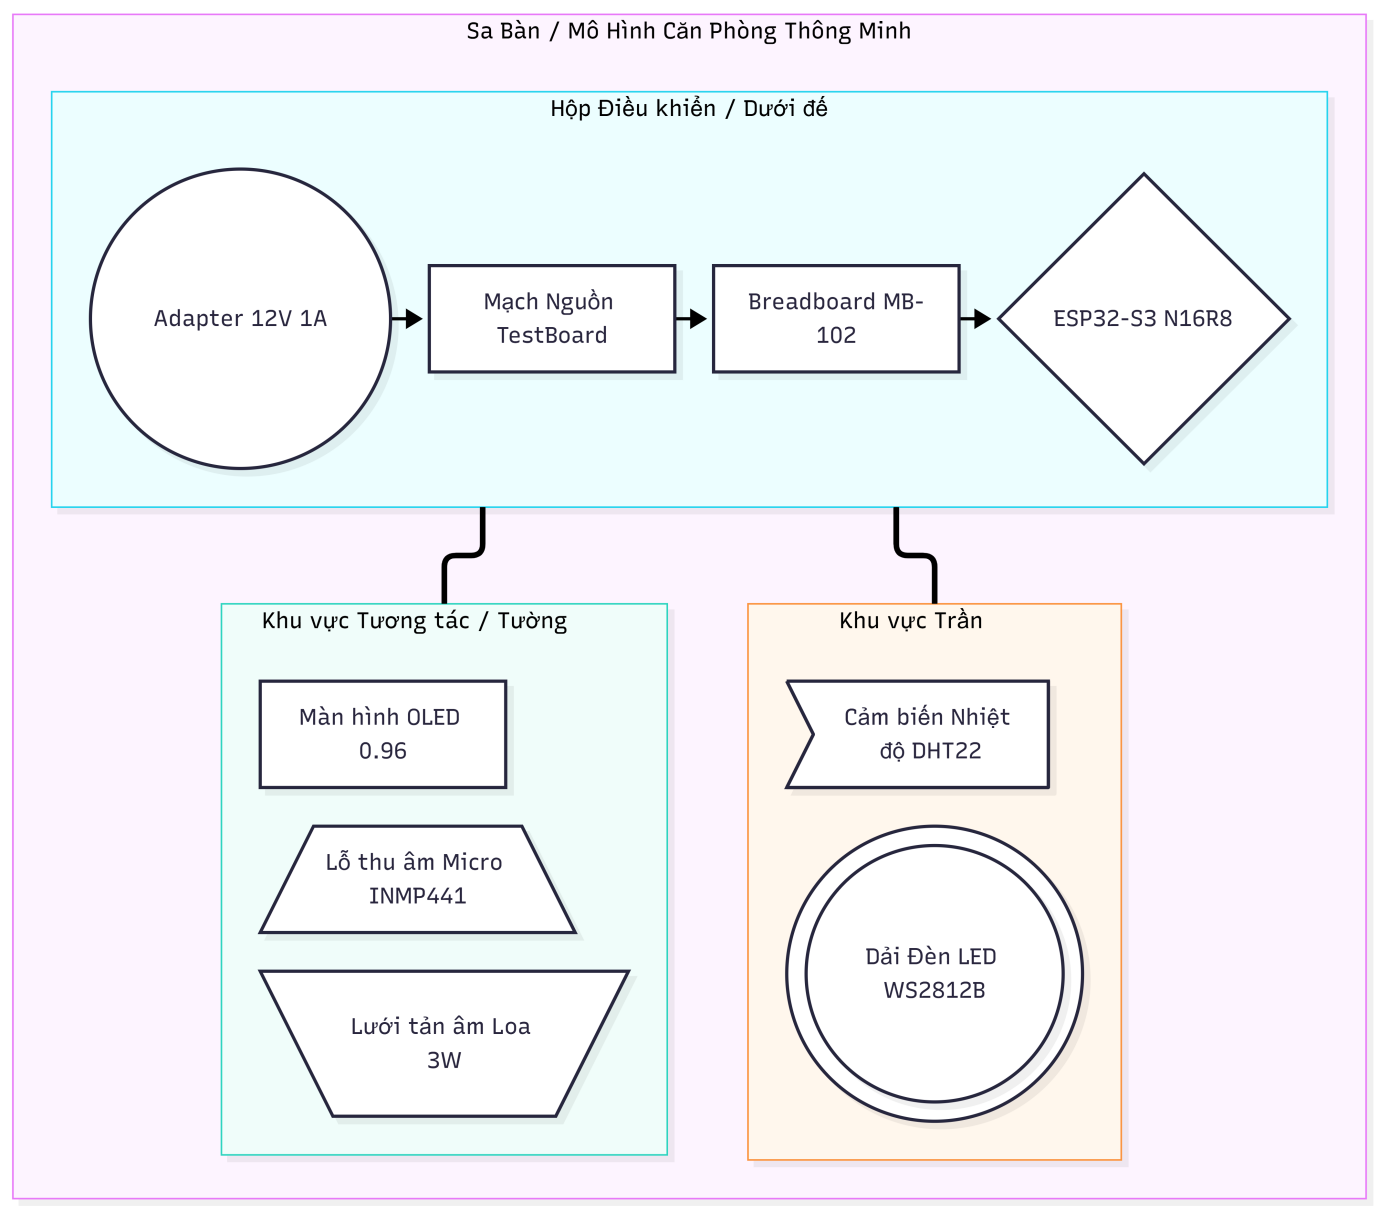 Sa Bàn / Mô Hình Căn Phòng Thông Minh
Hộp Điều khiển / Dưới đế
Adapter 12V 1A
Mạch Nguồn
TestBoard
Breadboard MB-
102
ESP32-S3 N16R8
Khu vực Tương tác / Tường
Màn hình OLED
0.96
Lỗ thu âm Micro
INMP441
Lưới tản âm Loa
3W
Khu vực Trần
Cảm biến Nhiệt
độ DHT22
Dải Đèn LED
WS2812B